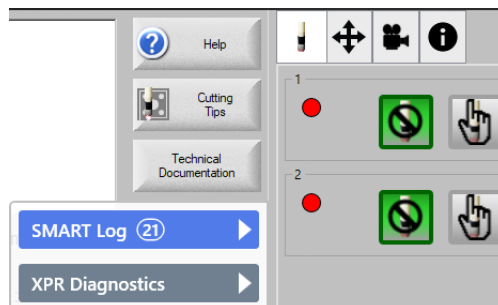 Help
Cutting
Tips
Technical
Documentation
SMART Log 21
XPR Diagnostics
1
2